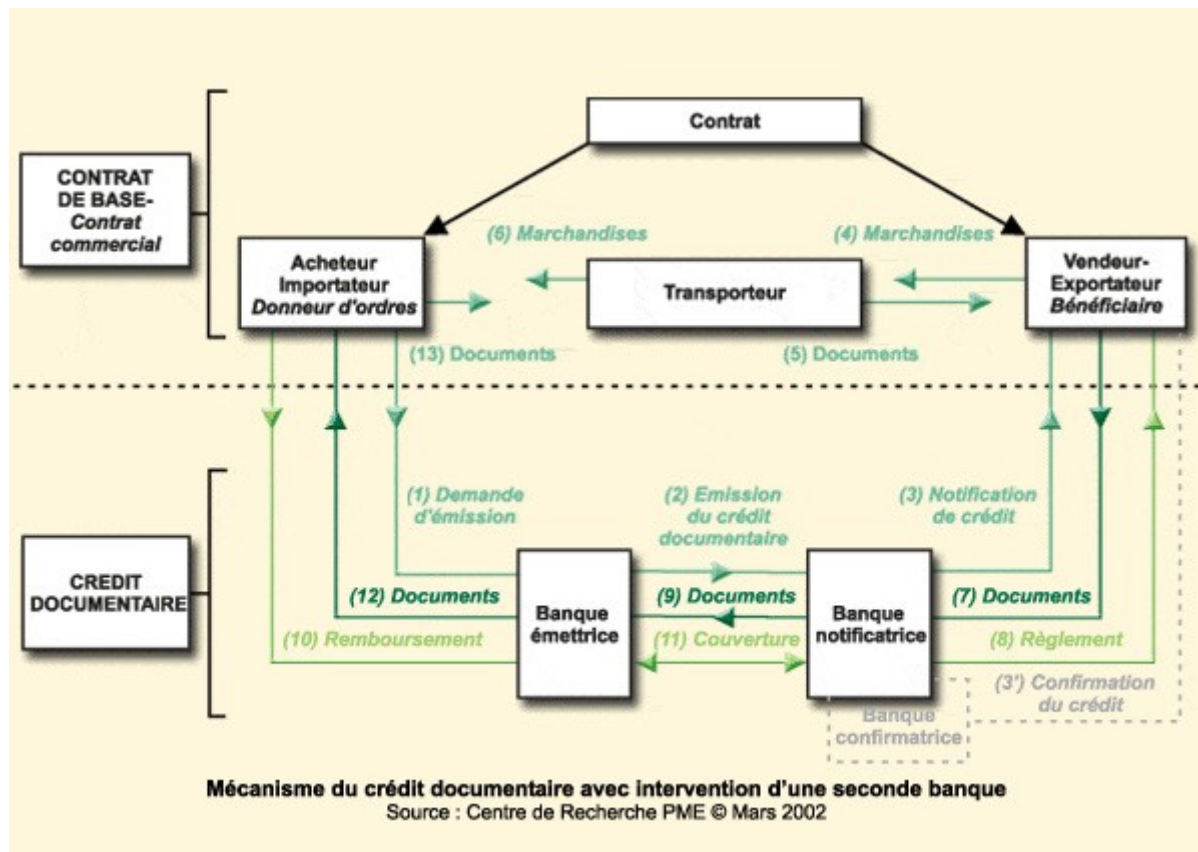 Contrat
CONTRAT
DE BASE-
Contrat
commercial
(6) Marchandises
(4) Marchandises
Acheteur
Importateur
Donneur d'ordres
Transporteur
Vendeur-
Exportateur
Bénéficiaire
(13) Documents
(5) Documents
(1) Demande
d'émission
(2) Emission
du crédit
documentaire
(3) Notification
de crédit
CREDIT
DOCUMENTAIRE
(12) Documents
(9) Documents
(7) Documents
Banque
émettrice
Banque
notificatrice
(10) Remboursement
(11) Couverture
(8) Règlement
(3') Confirmation
du crédit
Banque
confirmatrice
Mécanisme du crédit documentaire avec intervention d'une seconde banque
Source : Centre de Recherche PME © Mars 2002